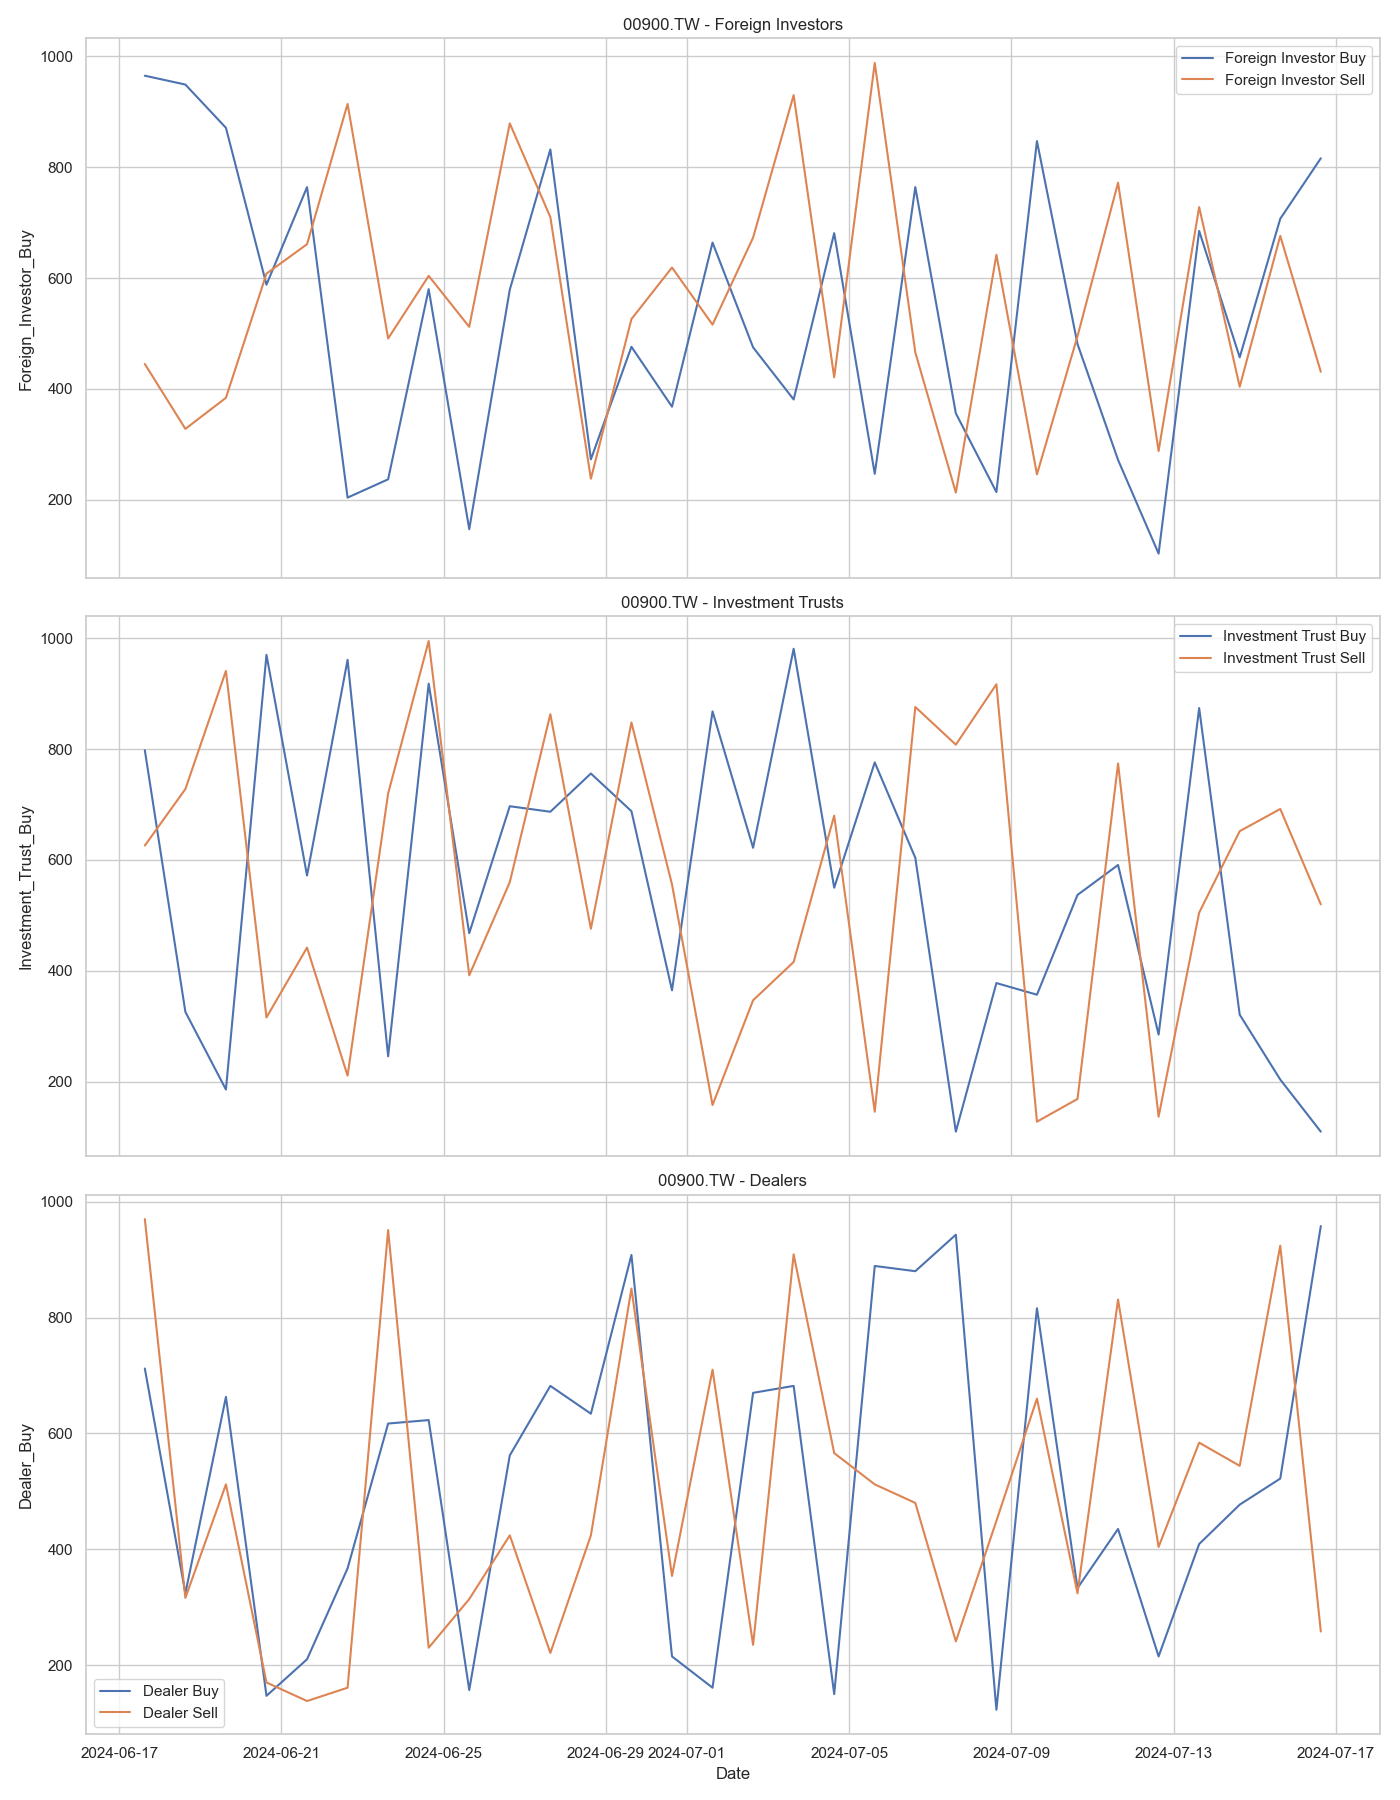 00900.TW - Foreign Investors
Foreign Investor Buy
Foreign Investor Sell
Foreign_Investor_Buy
1000
800
600
400
200
00900.TW - Investment Trusts
Investment Trust Buy
Investment Trust Sell
Investment_Trust_Buy
1000
800
600
400
200
00900.TW - Dealers
Dealer_Buy
1000
800
600
400
200
Dealer Buy
Dealer Sell
2024-06-17 2024-06-21 2024-06-25 2024-06-29 2024-07-01 2024-07-05 2024-07-09 2024-07-13 2024-07-17
Date